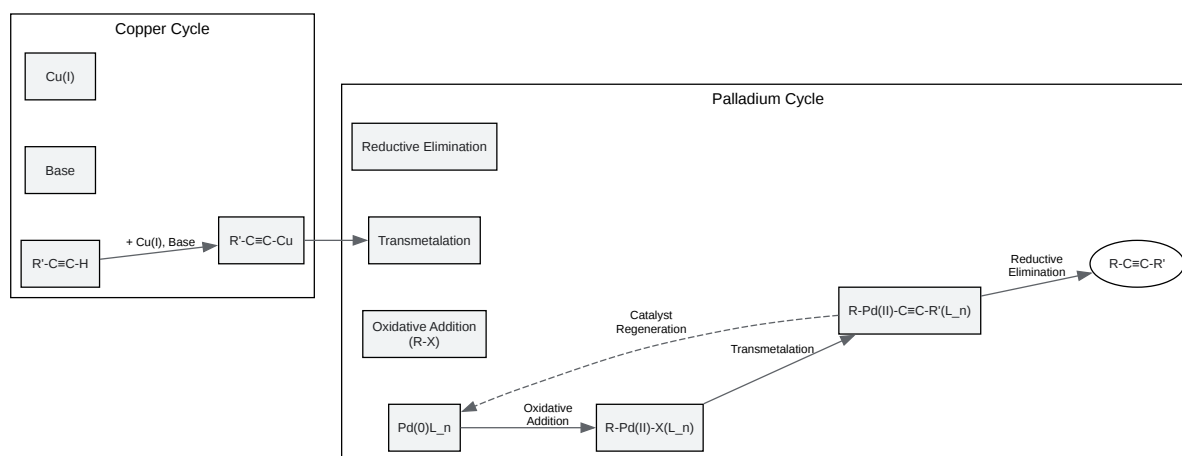 Copper Cycle
Cu(I)
Base
R'-C≡C-H
+ Cu(I), Base
R'-C≡C-Cu
Palladium Cycle
Reductive Elimination
Transmetalation
Oxidative Addition
(R-X)
Pd(0)L_n
Oxidative
Addition
R-Pd(II)-X(L_n)
Catalyst
Regeneration
Transmetalation
R-Pd(II)-C≡C-R'(L_n)
Reductive
Elimination
R-C≡C-R'